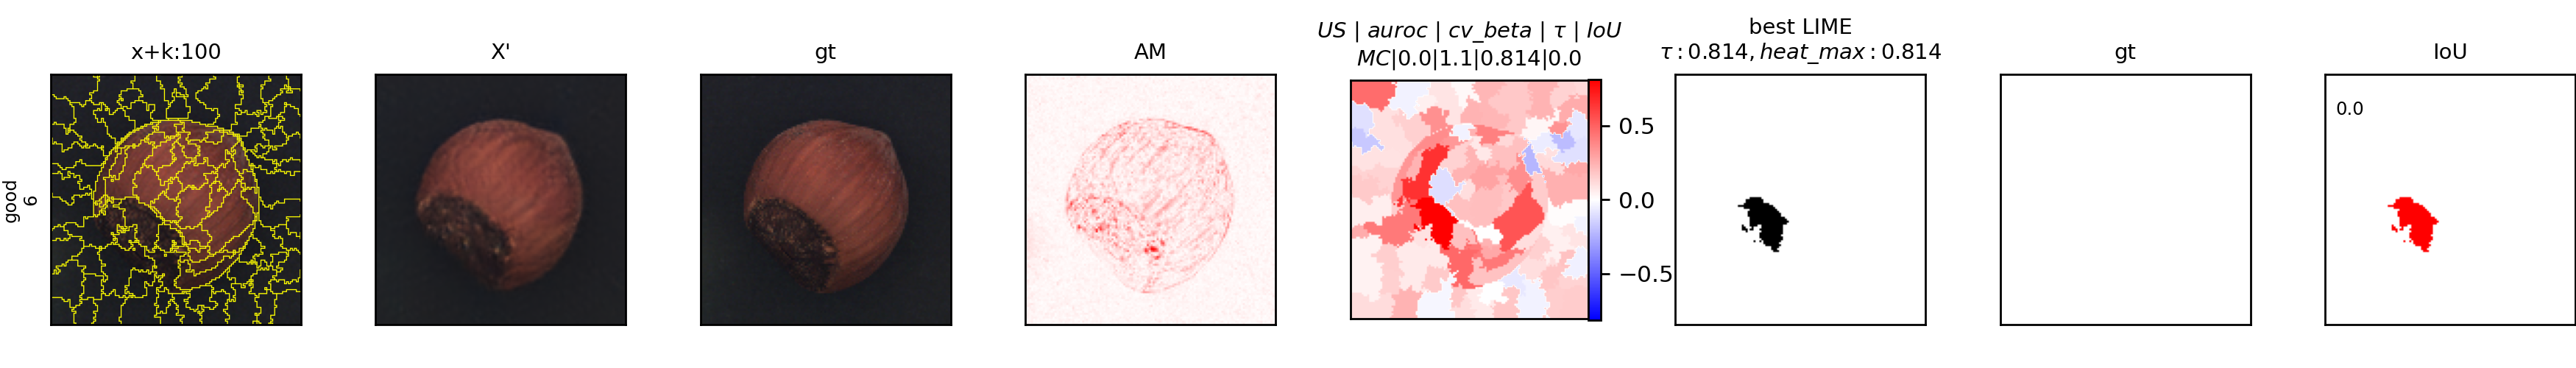 good
6
x+k:100
X'
gt
AM
US | auroc | cv_beta | τ | IoU
MC|0.0|1.1|0.814|0.0
0.5
0.0
−0.5
best LIME
τ : 0.814, heat_max : 0.814
gt
IoU
0.0